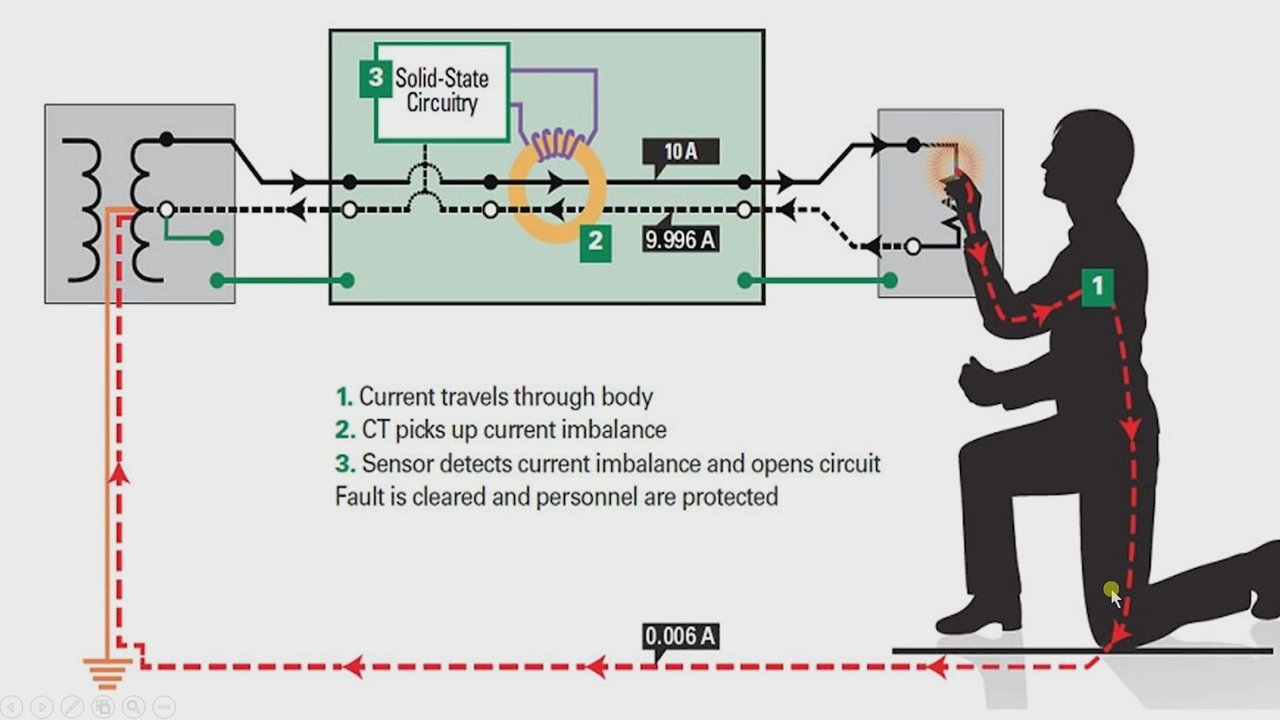 3 Solid-State
Circuitry
10 A
9.996 A
2
1
1. Current travels through body
2. CT picks up current imbalance
3. Sensor detects current imbalance and opens circuit
Fault is cleared and personnel are protected
0.006 A